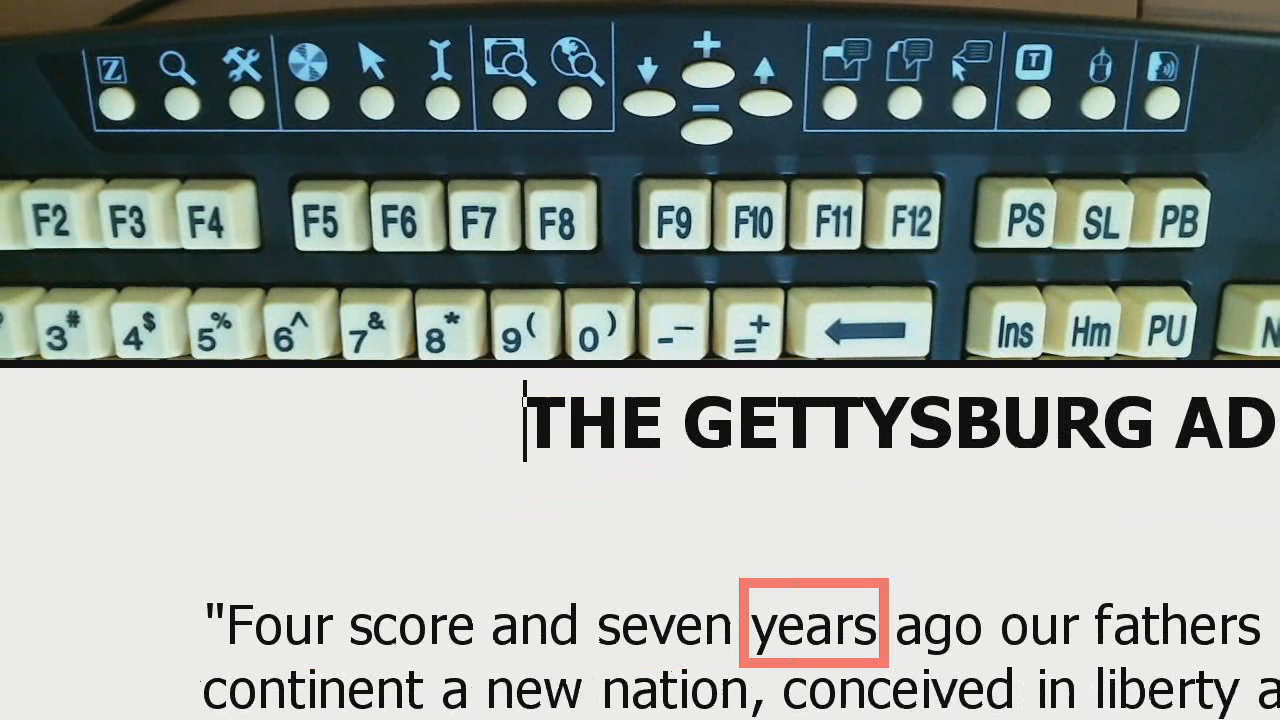 Z T
F2 F3 F4 F5 F6 F7 F8 F9 F10 F11 F12 PS SL PB
3# 4$ 5% 6^ 7& 8* 9( 0) -_ =+ Ins Hm PU N
THE GETTYSBURG AD
"Four score and seven years ago our fathers
continent a new nation, conceived in liberty a